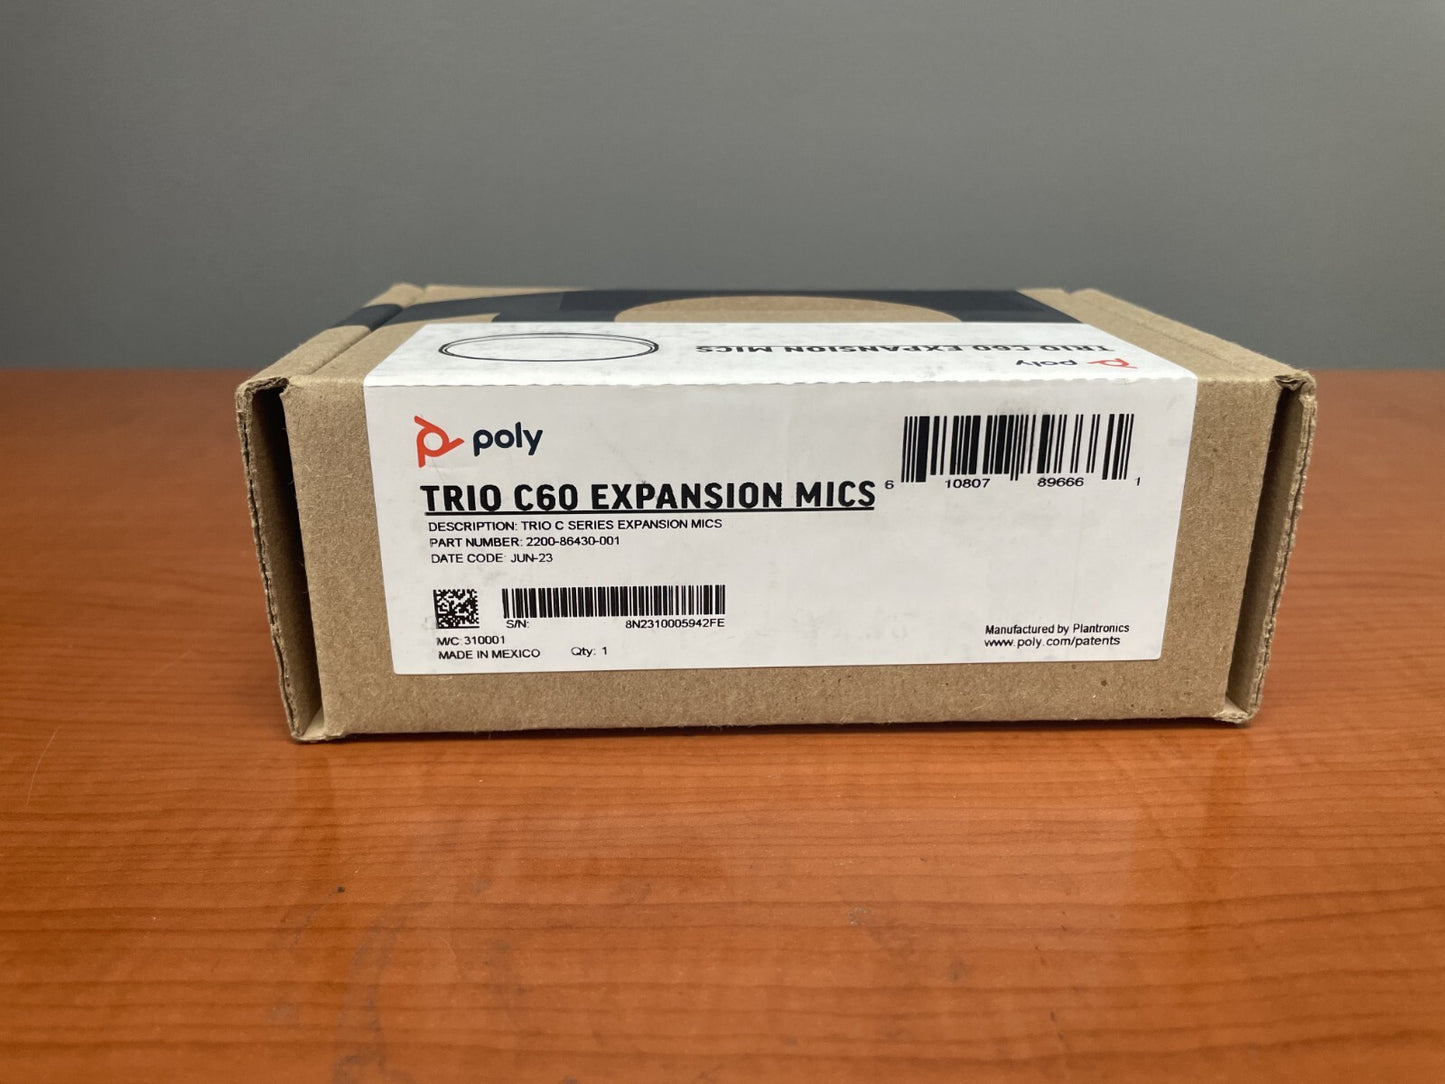 TRIO C60 EXPANSION MICS
poly
poly
TRIO C60 EXPANSION MICS
6 10807 89666 1
DESCRIPTION: TRIO C SERIES EXPANSION MICS
PART NUMBER: 2200-86430-001
DATE CODE: JUN-23
S/N: 8N2310005942FE
M/C: 310001
MADE IN MEXICO Qty: 1
Manufactured by Plantronics
www.poly.com/patents